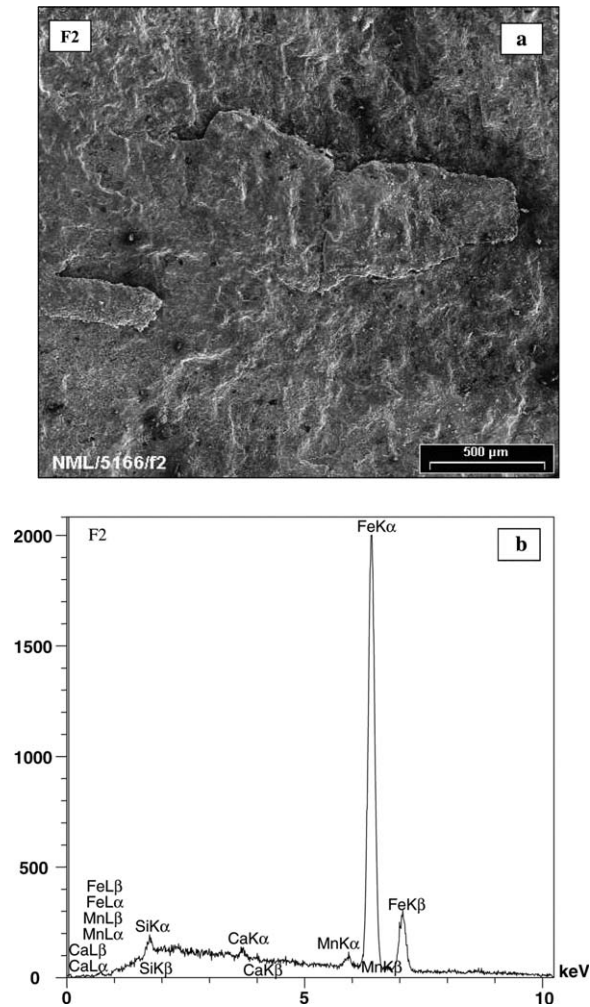 F2
a
NML/5166/f2
500 µm
F2
b
2000
1500
1000
500
0
FeKα
FeKβ
FeLβ
FeLα
MnLβ
MnLα
CaLβ
CaLα
SiKα
SiKβ
CaKα
CaKβ
MnKα
MnKβ
0
5
10
keV